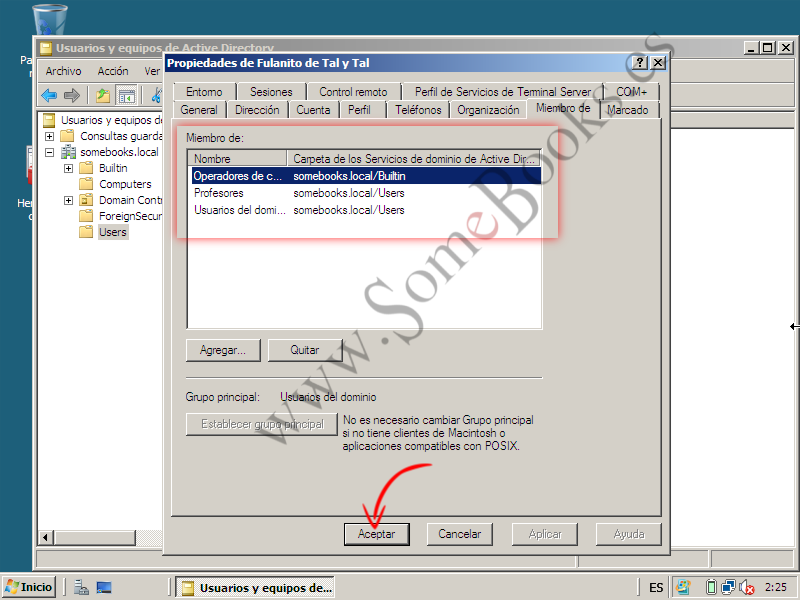 Pa
r
Her
c
Usuarios y equipos de Active Directory
Archivo Acción Ver
Usuarios y equipos d
Consultas guarda
somebooks.local
Builtin
Computers
Domain Contr
ForeignSecur
Users
Propiedades de Fulanito de Tal y Tal
Entorno Sesiones Control remoto Perfil de Servicios de Terminal Server COM+
General Dirección Cuenta Perfil Teléfonos Organización Miembro de Marcado
Miembro de:
Nombre Carpeta de los Servicios de dominio de Active Dir...
Operadores de c... somebooks.local/Builtin
Profesores somebooks.local/Users
Usuarios del domi... somebooks.local/Users
Agregar... Quitar
Grupo principal: Usuarios del dominio
Establecer grupo principal
No es necesario cambiar Grupo principal
si no tiene clientes de Macintosh o
aplicaciones compatibles con POSIX.
Aceptar Cancelar Aplicar Ayuda
www.SomeBooks.es
Inicio Usuarios y equipos de... ES 2:25